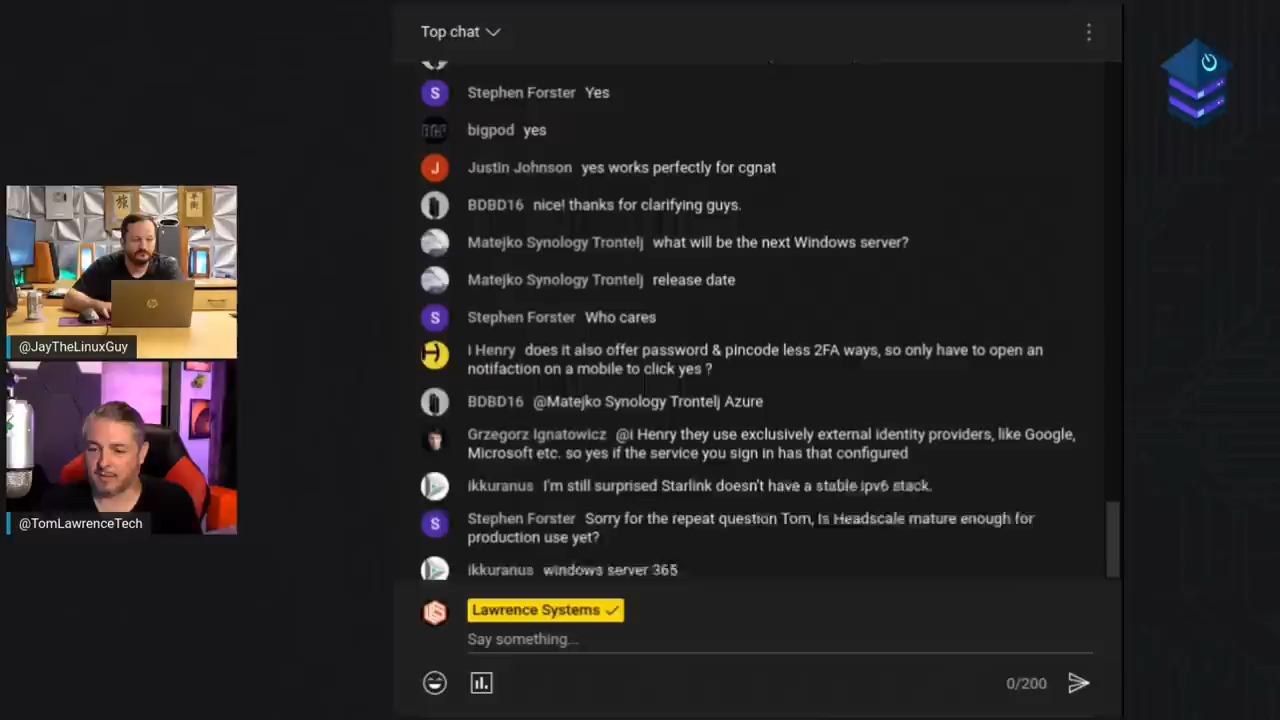 Top chat
Stephen Forster Yes
bigpod yes
Justin Johnson yes works perfectly for cgnat
BDBD16 nice! thanks for clarifying guys.
Matejko Synology Trontelj what will be the next Windows server?
Matejko Synology Trontelj release date
Stephen Forster Who cares
I Henry does it also offer password & pincode less 2FA ways, so only have to open an
notifaction on a mobile to click yes ?
BDBD16 @Matejko Synology Trontelj Azure
Grzegorz Ignatowicz @i Henry they use exclusively external identity providers, like Google,
Microsoft etc. so yes if the service you sign in has that configured
ikkuranus I'm still surprised Starlink doesn't have a stable ipv6 stack.
Stephen Forster Sorry for the repeat question Tom, Is Headscale mature enough for
production use yet?
ikkuranus windows server 365
Lawrence Systems
Say something...
0/200
@JayTheLinuxGuy
@TomLawrenceTech